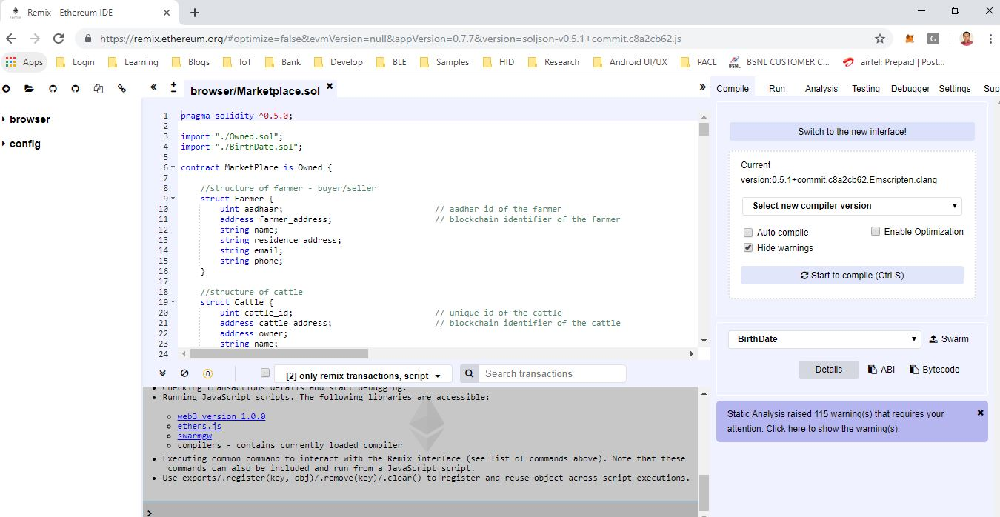 Remix - Ethereum IDE
https://remix.ethereum.org/#optimize=false&evmVersion=null&appVersion=0.7.7&version=soljson-v0.5.1+commit.c8a2cb62.js
G
Apps Login Learning Blogs IoT Bank Develop BLE Samples HID Research Android UI/UX PACL BSNL BSNL CUSTOMER C... airtel: Prepaid | Post...
browser
config
browser/Marketplace.sol
1 pragma solidity ^0.5.0;
2
3 import "./Owned.sol";
4 import "./BirthDate.sol";
5
6 contract MarketPlace is Owned {
7
8 //structure of farmer - buyer/seller
9 struct Farmer {
10 uint aadhaar; // aadhar id of the farmer
11 address farmer_address; // blockchain identifier of the farmer
12 string name;
13 string residence_address;
14 string email;
15 string phone;
16 }
17
18 //structure of cattle
19 struct Cattle {
20 uint cattle_id; // unique id of the cattle
21 address cattle_address; // blockchain identifier of the cattle
22 address owner;
23 string name;
24
0
[2] only remix transactions, script
Search transactions
Checking transactions details and start debugging.
Running JavaScript scripts. The following libraries are accessible:
web3 version 1.0.0
ethers.js
swarmgw
compilers - contains currently loaded compiler
Executing common command to interact with the Remix interface (see list of commands above). Note that these
commands can also be included and run from a JavaScript script.
Use exports/.register(key, obj)/.remove(key)/.clear() to register and reuse object across script executions.
>
Compile Run Analysis Testing Debugger Settings Sup
Switch to the new interface!
Current
version:0.5.1+commit.c8a2cb62.Emscripten.clang
Select new compiler version
Auto compile Enable Optimization
Hide warnings
Start to compile (Ctrl-S)
BirthDate Swarm
Details ABI Bytecode
Static Analysis raised 115 warning(s) that requires your
attention. Click here to show the warning(s).